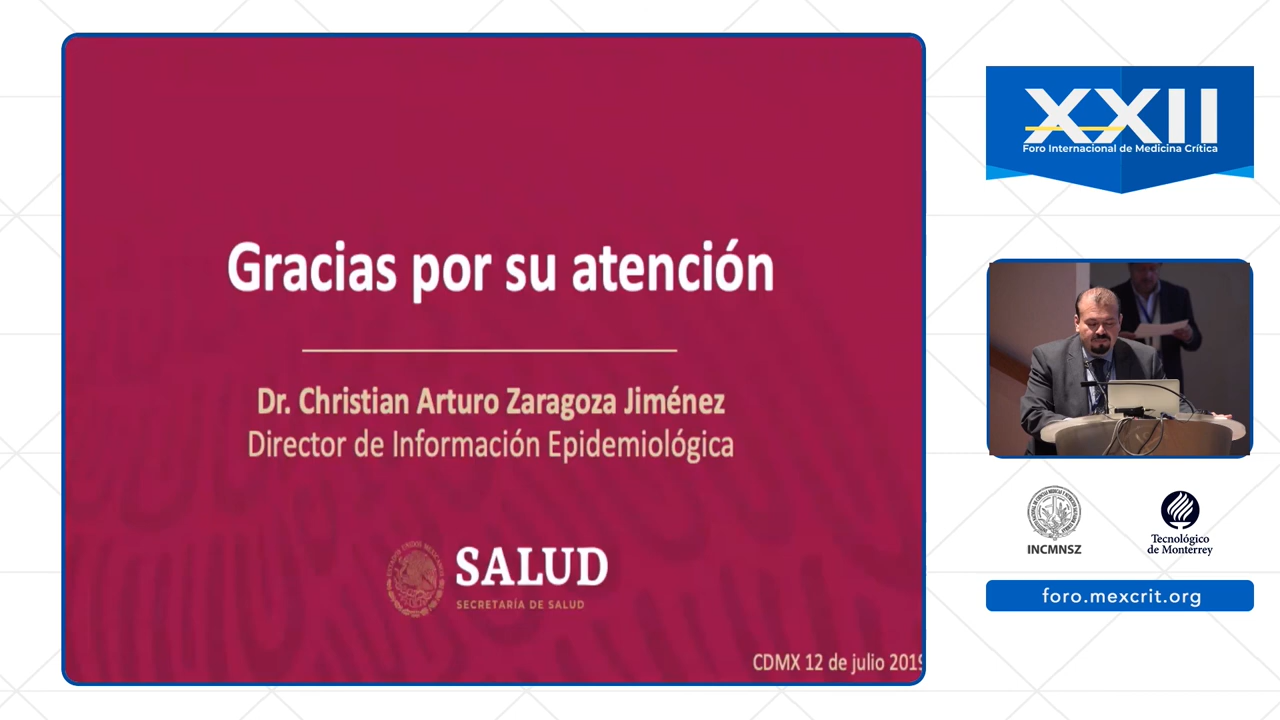 Gracias por su atención
Dr. Christian Arturo Zaragoza Jiménez
Director de Información Epidemiológica
SALUD
SECRETARÍA DE SALUD
CDMX 12 de julio 2019
XXII
Foro Internacional de Medicina Crítica
INCMNSZ
Tecnológico
de Monterrey
foro.mexcrit.org